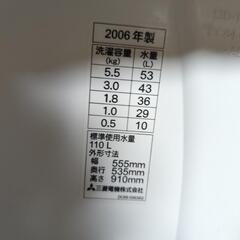 2006年製
洗濯容量 水量
(kg) (L)
5.5 53
3.0 43
1.8 36
1.0 29
0.5 10
標準使用水量
110 L
外形寸法
幅 555mm
奥行 535mm
高さ 910mm
三菱電機株式会社